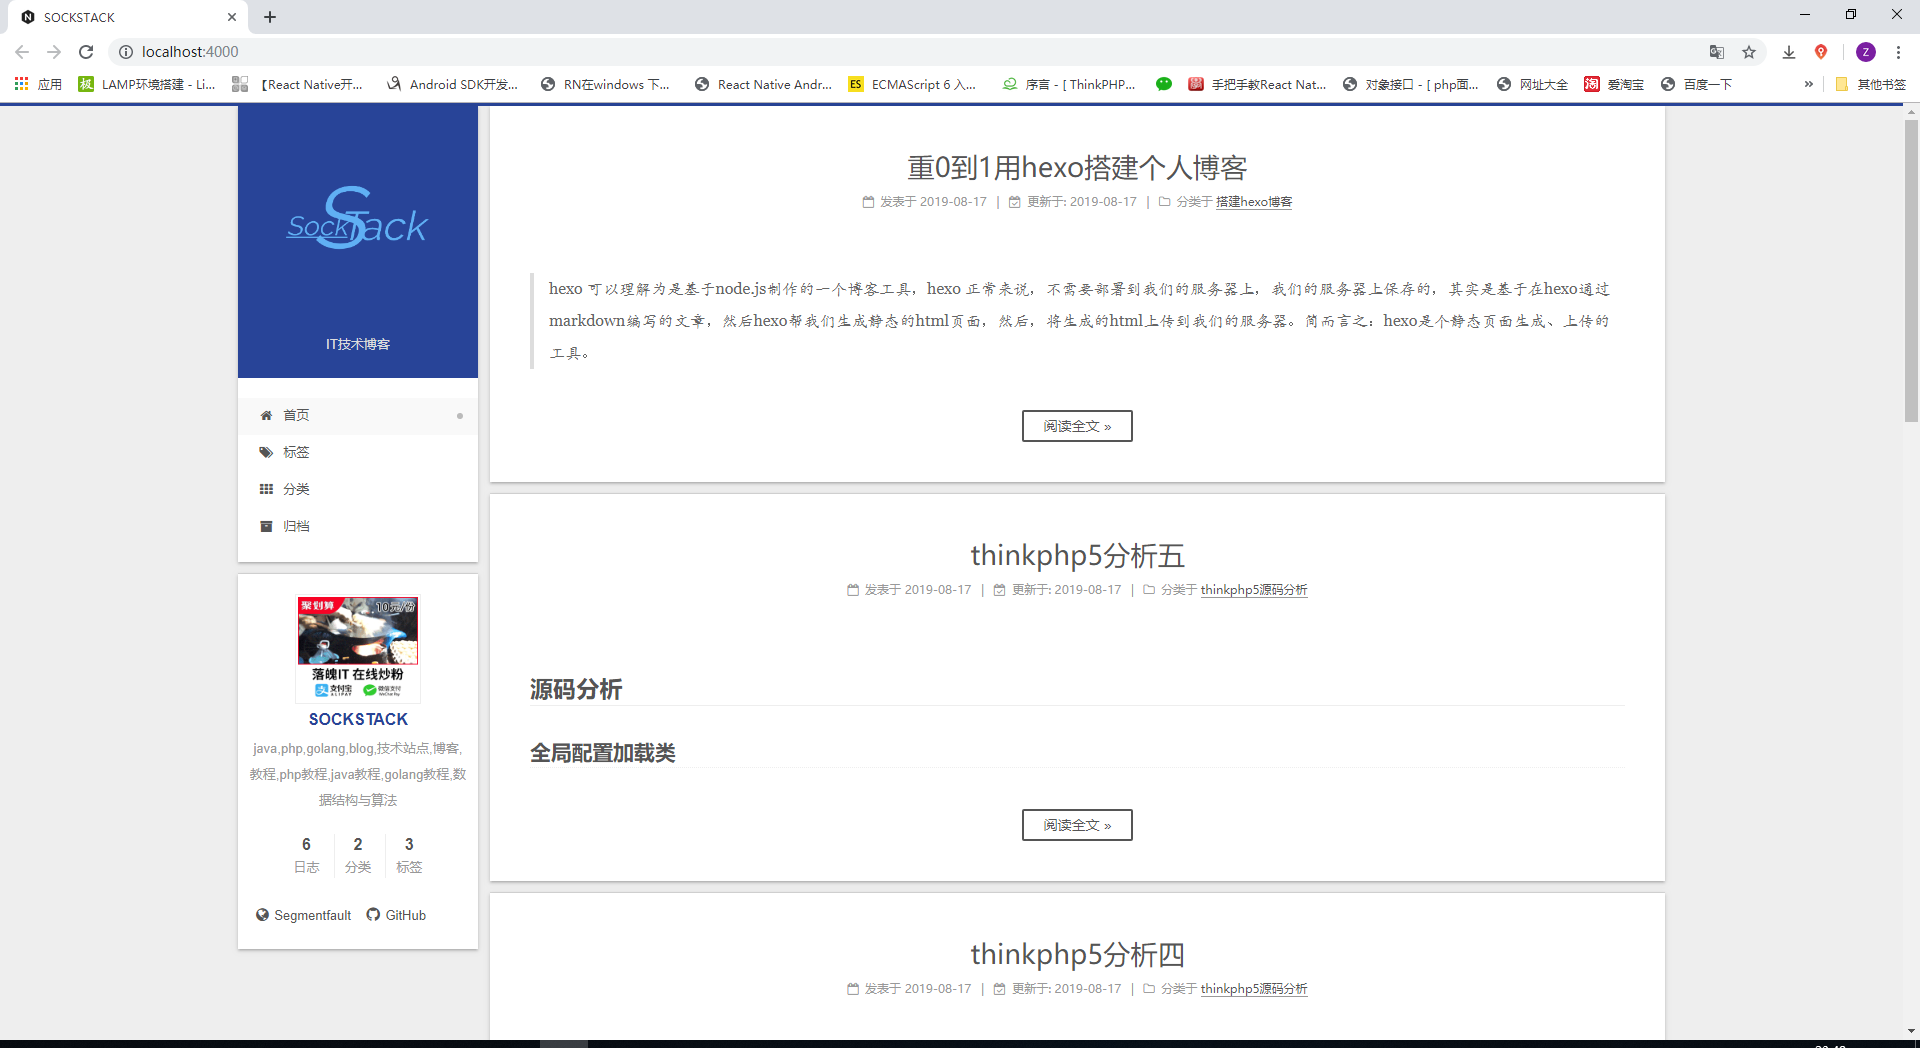 SOCKSTACK
localhost:4000
Z
应用
LAMP环境搭建 - Li...
【React Native开...
Android SDK开发...
RN在windows 下...
React Native Andr...
ES ECMAScript 6 入...
序言 - [ ThinkPHP...
手把手教React Nat...
对象接口 - [ php面...
网址大全
淘 爱淘宝
百度一下
»
其他书签
SockSTack
IT技术博客
首页
标签
分类
归档
聚划算 10元/份
落魄IT 在线炒粉
支付宝
ALIPAY
微信支付
WeChat Pay
SOCKSTACK
java,php,golang,blog,技术站点,博客,
教程,php教程,java教程,golang教程,数
据结构与算法
6 2 3
日志 分类 标签
Segmentfault GitHub
重0到1用hexo搭建个人博客
发表于 2019-08-17 | 更新于: 2019-08-17 | 分类于 搭建hexo博客
hexo 可以理解为是基于node.js制作的一个博客工具，hexo 正常来说，不需要部署到我们的服务器上，我们的服务器上保存的，其实是基于在hexo通过
markdown编写的文章，然后hexo帮我们生成静态的html页面，然后，将生成的html上传到我们的服务器。简而言之：hexo是个静态页面生成、上传的
工具。
阅读全文 »
thinkphp5分析五
发表于 2019-08-17 | 更新于: 2019-08-17 | 分类于 thinkphp5源码分析
源码分析
全局配置加载类
阅读全文 »
thinkphp5分析四
发表于 2019-08-17 | 更新于: 2019-08-17 | 分类于 thinkphp5源码分析